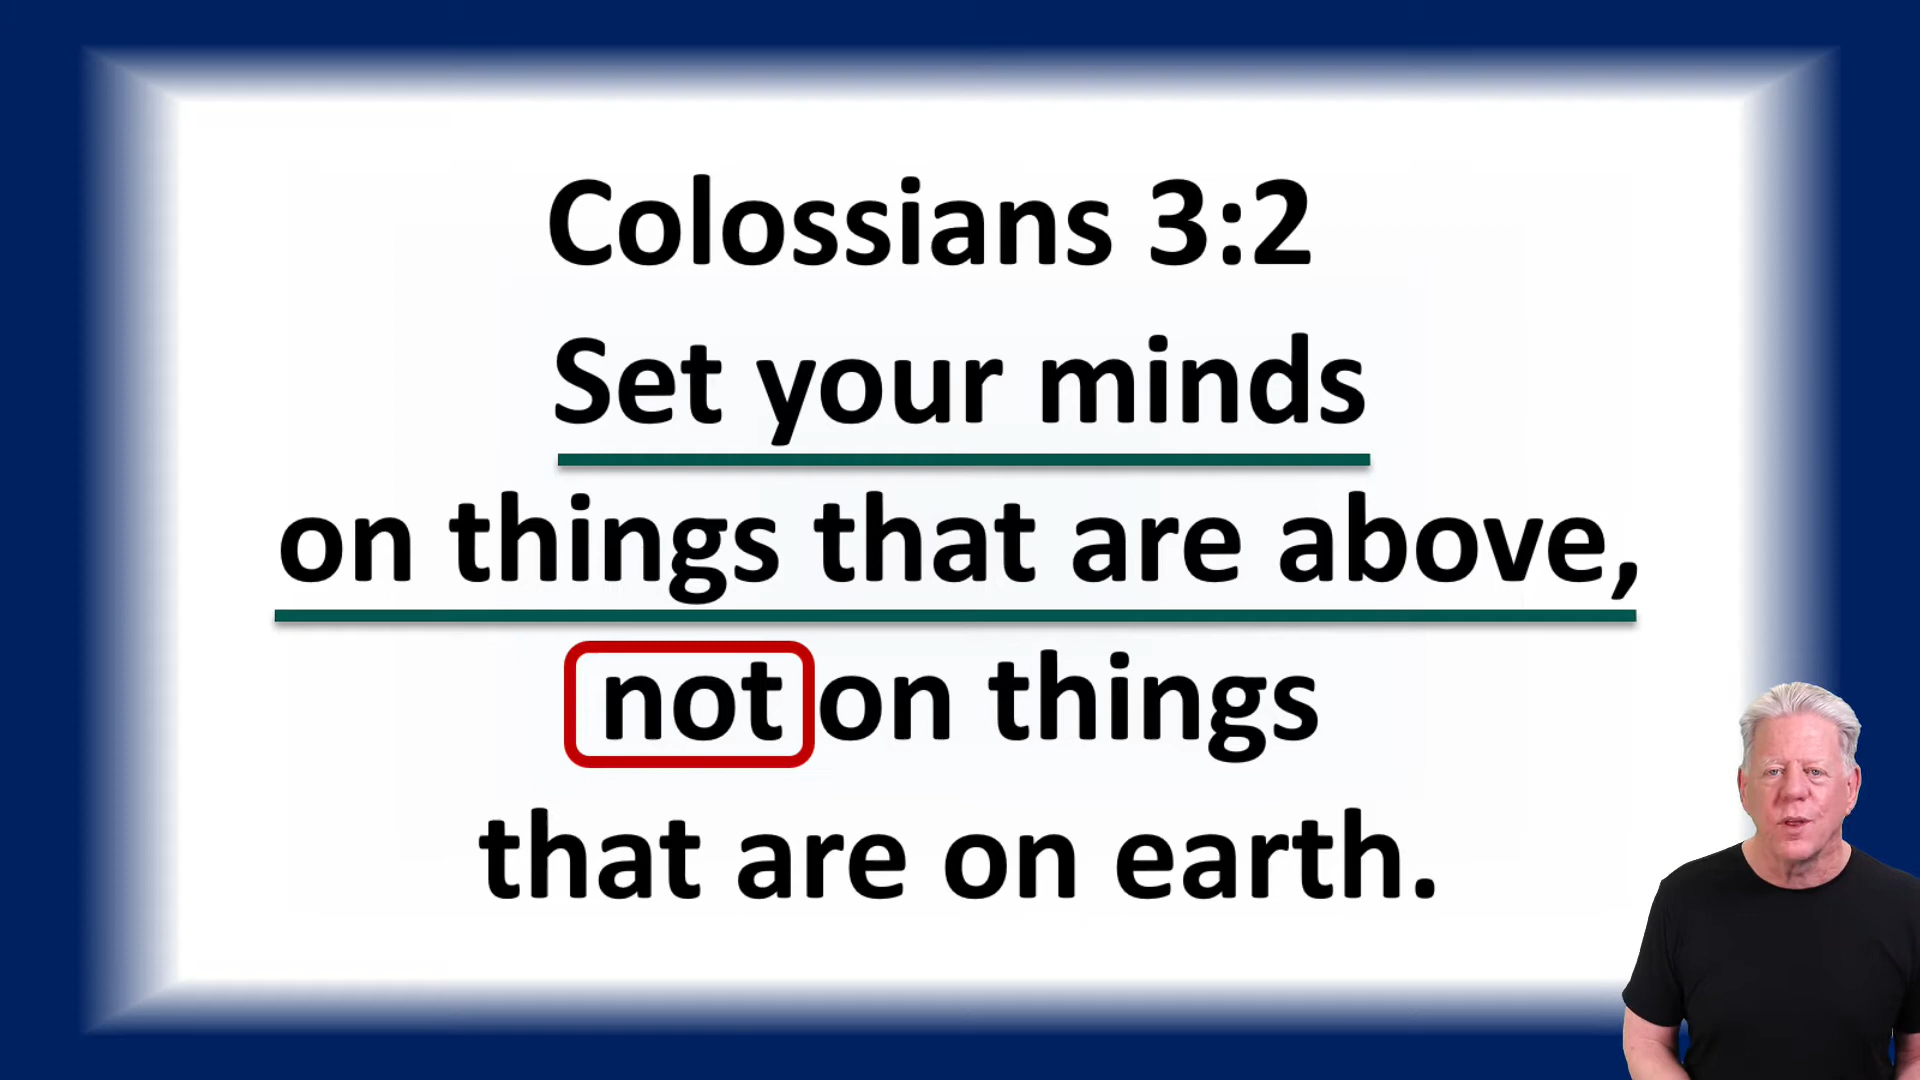 Colossians 3:2
Set your minds
on things that are above,
not on things
that are on earth.